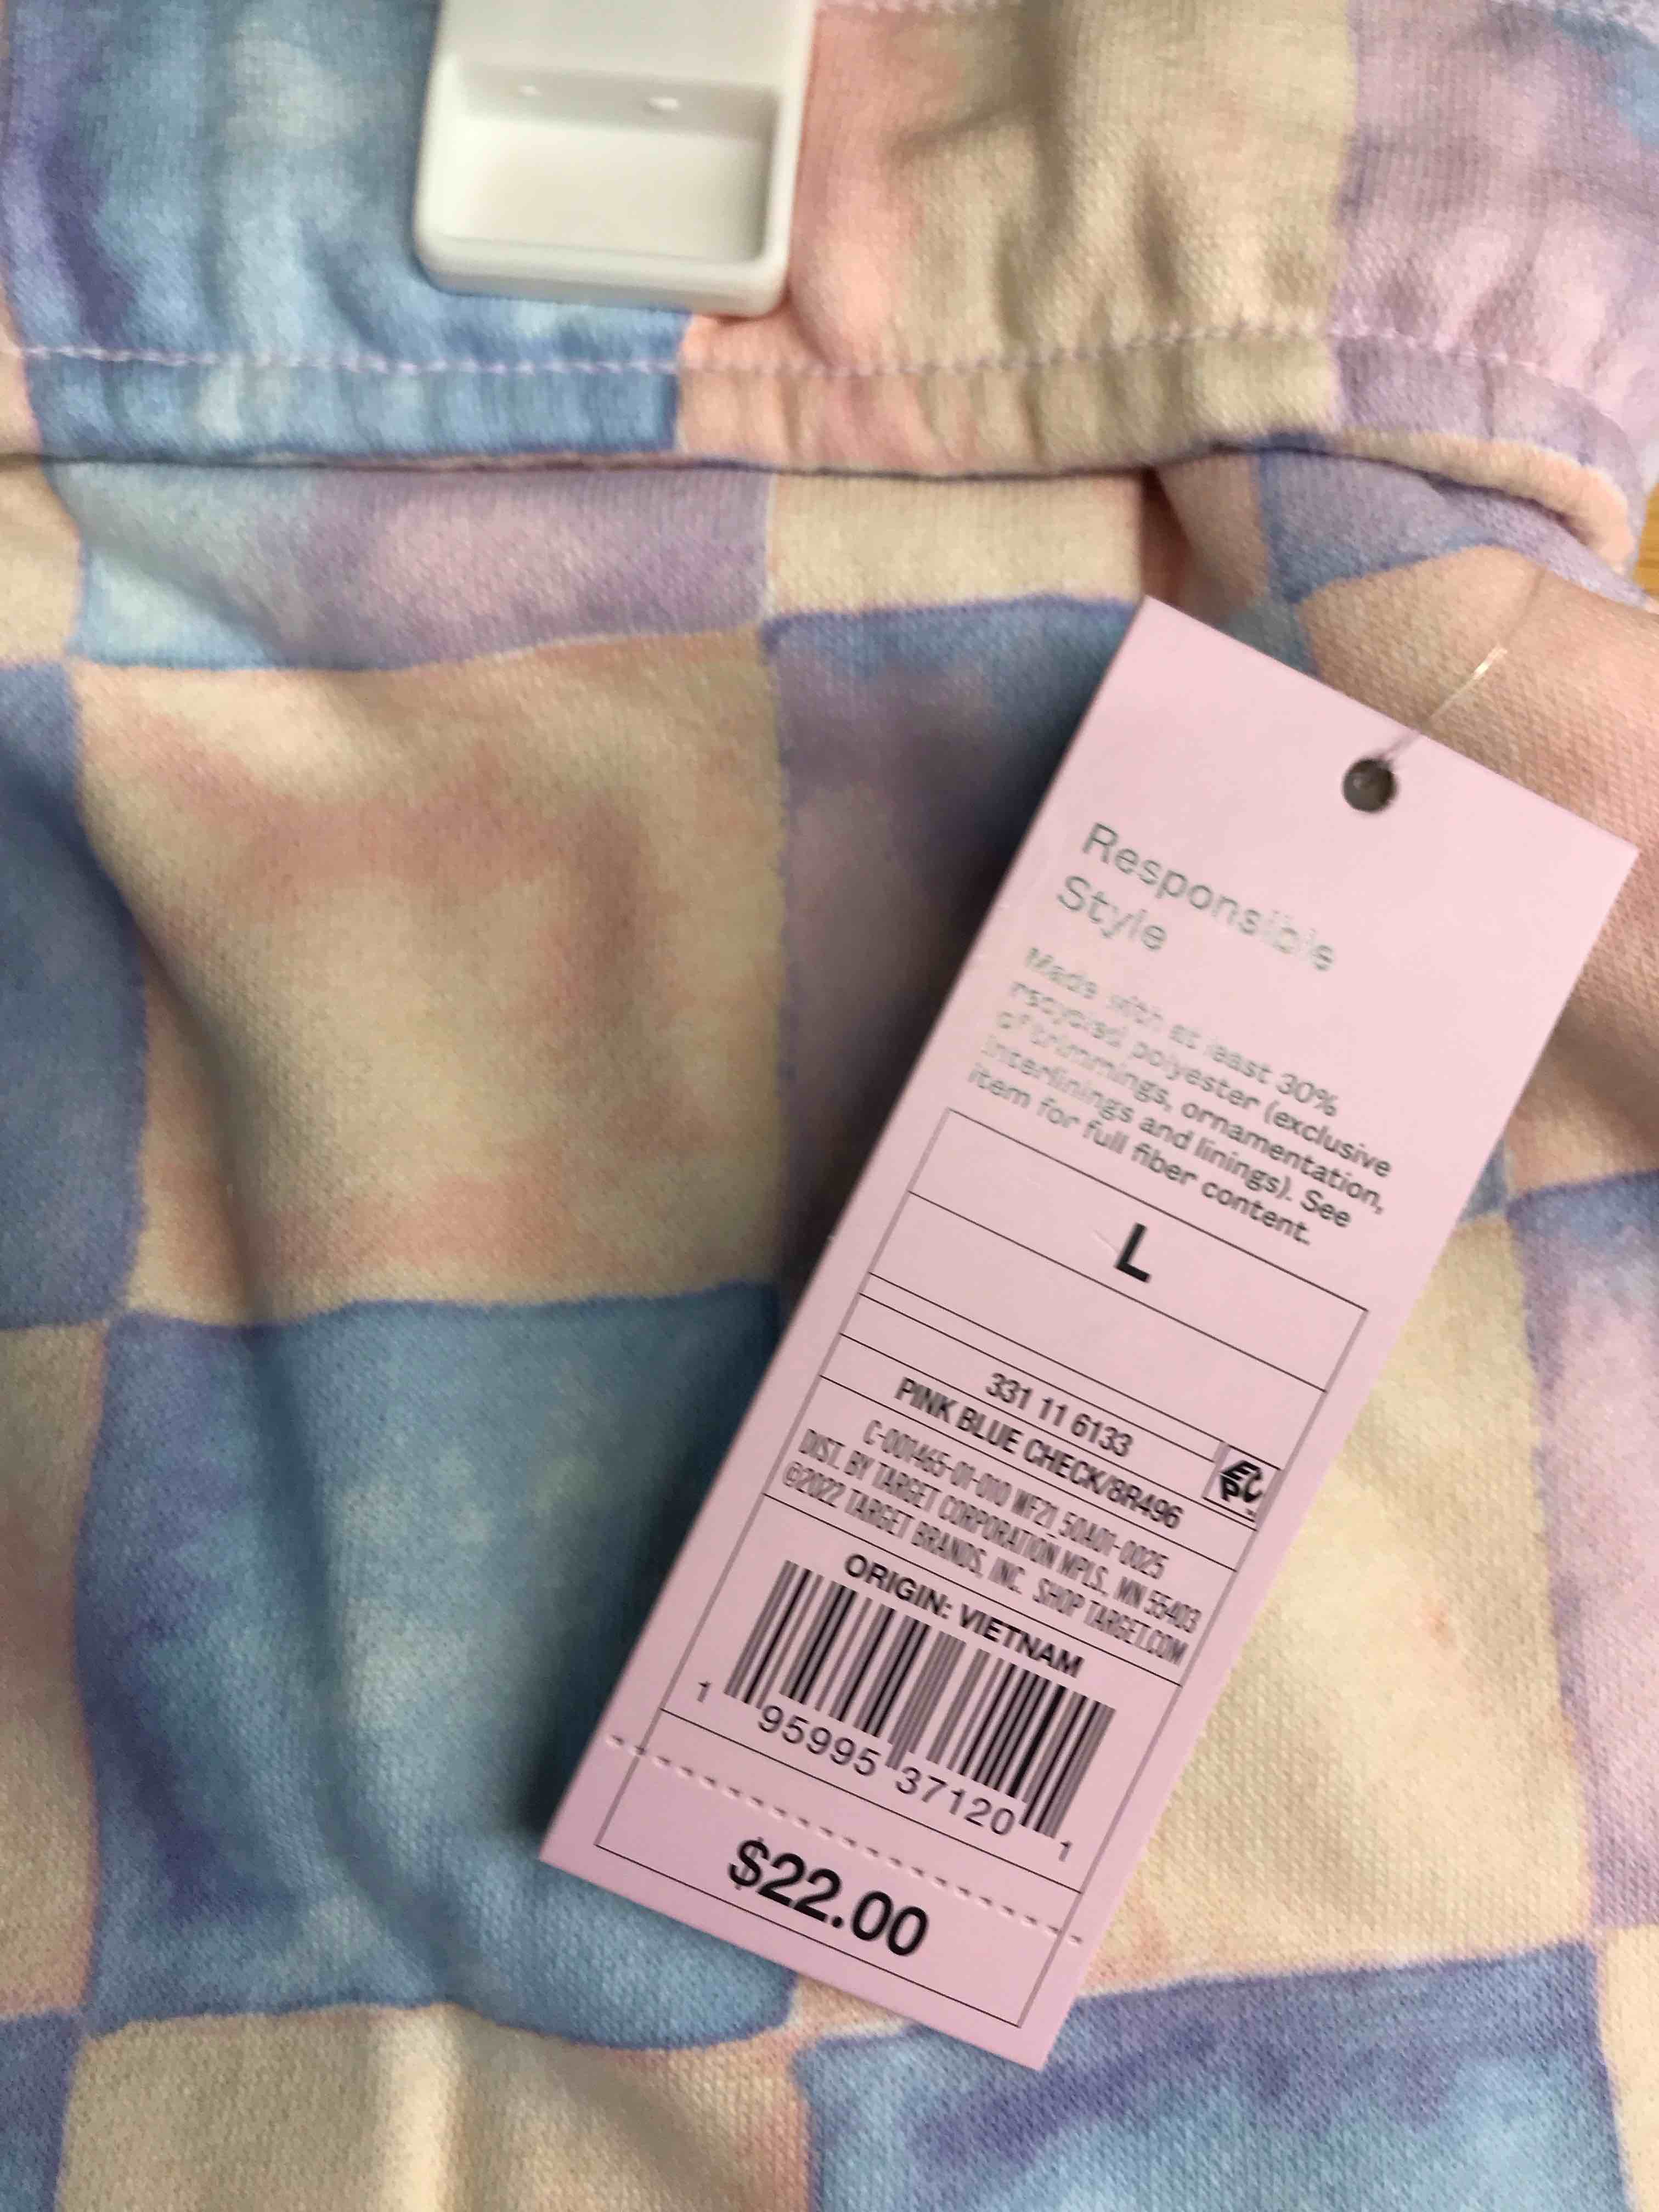 Responsible
Style
Made with at least 30%
recycled polyester (exclusive
of trimmings, ornamentation,
interlinings and linings). See
item for full fiber content.
L
331 11 6133
PINK BLUE CHECK/8R496
C-001465-01-010 WF21 50A01-0025
DIST. BY TARGET CORPORATION MPLS, MN 55403
©2022 TARGET BRANDS, INC. SHOP TARGET.COM
EPC
ORIGIN: VIETNAM
1 95995 37120 1
$22.00